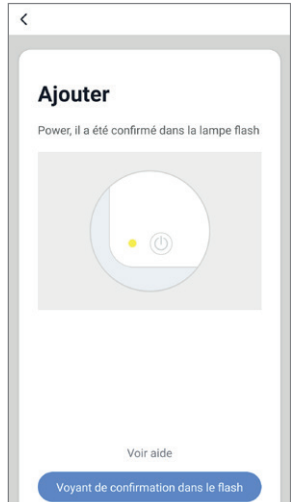 Ajouter
Power, il a été confirmé dans la lampe flash
Voir aide
Voyant de confirmation dans le flash